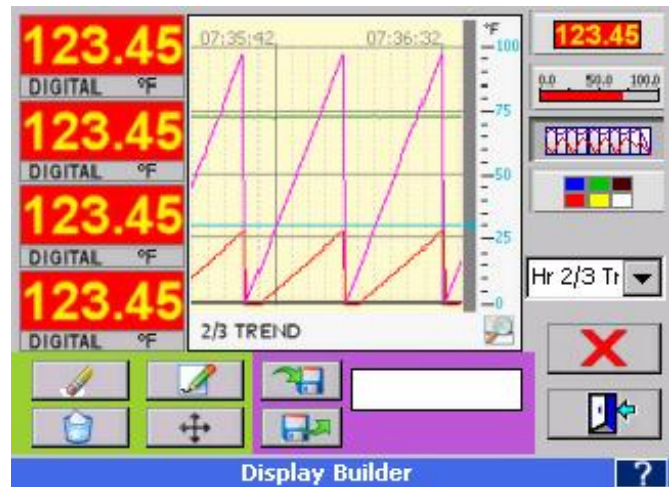 123.45
DIGITAL °F
123.45
DIGITAL °F
123.45
DIGITAL °F
123.45
DIGITAL °F
07:35:42 07:36:32 °F
100
75
50
25
0
2/3 TREND
123.45
0.0 50.0 100.0
Hr 2/3 Tr
Display Builder ?